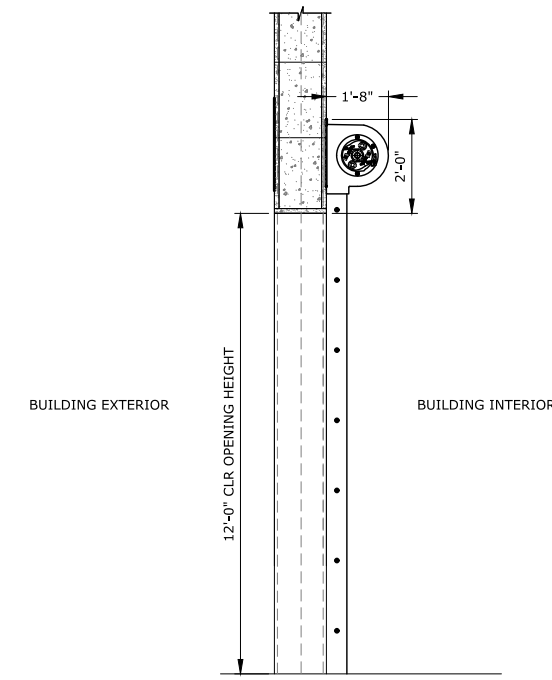 1'-8"
2'-0"
12'-0" CLR OPENING HEIGHT
BUILDING EXTERIOR
BUILDING INTERIOR